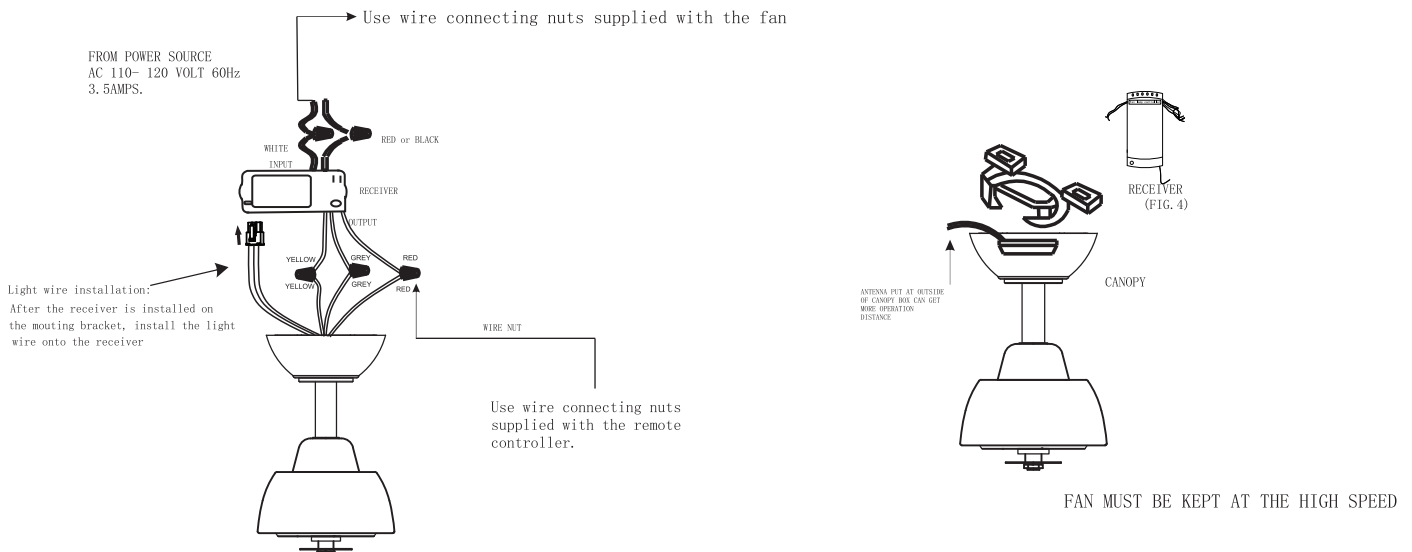 Use wire connecting nuts supplied with the fan
FROM POWER SOURCE
AC 110- 120 VOLT 60Hz
3.5AMPS.
WHITE
RED or BLACK
INPUT
RECEIVER
OUTPUT
YELLOW
GREY
RED
YELLOW
GREY
RED
Light wire installation:
After the receiver is installed on
the mouting bracket, install the light
wire onto the receiver
WIRE NUT
Use wire connecting nuts
supplied with the remote
controller.
RECEIVER
(FIG.4)
CANOPY
ANTENNA PUT AT OUTSIDE
OF CANOPY BOX CAN GET
MORE OPERATION
DISTANCE
FAN MUST BE KEPT AT THE HIGH SPEED